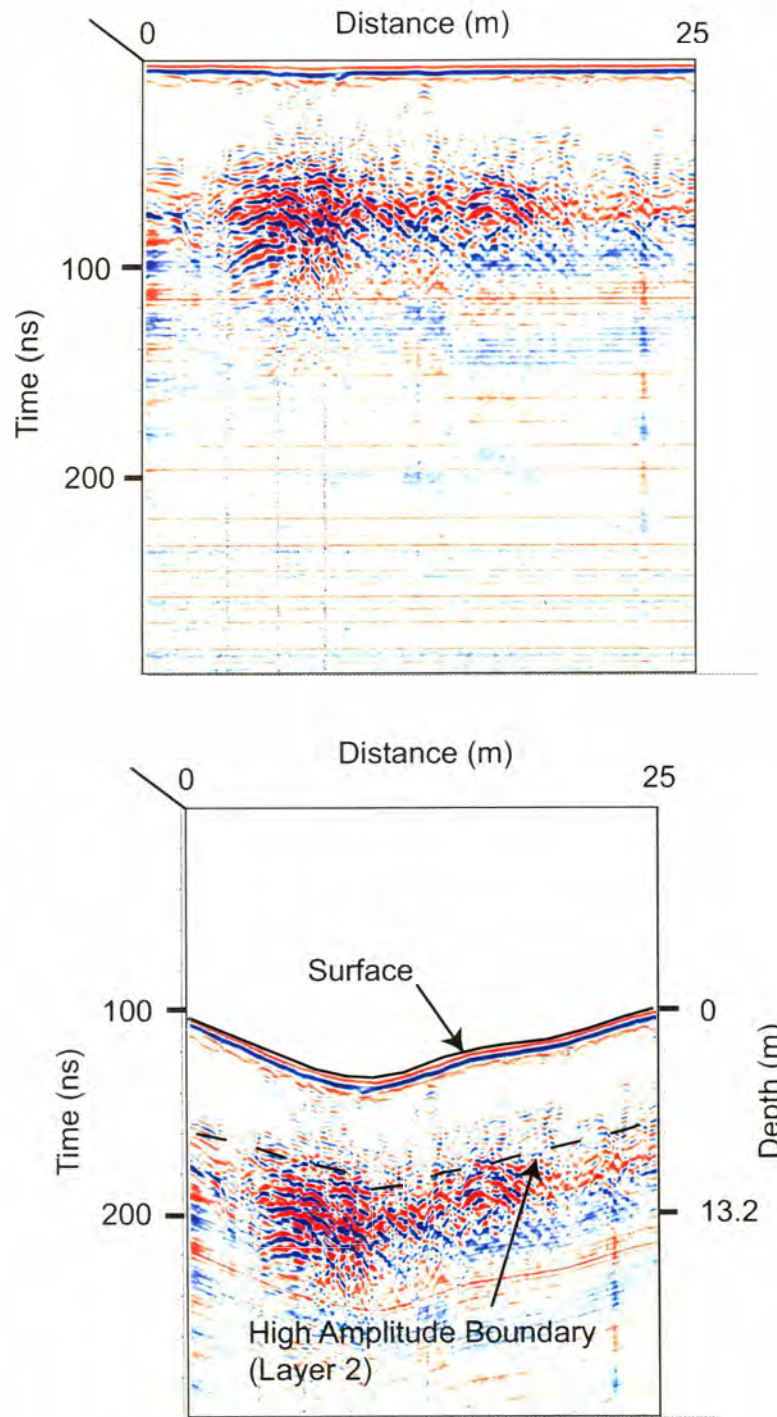 Distance (m)
0
25
Time (ns)
100
200
Distance (m)
0
25
Surface
100
0
Time (ns)
Depth (m)
200
13.2
High Amplitude Boundary
(Layer 2)